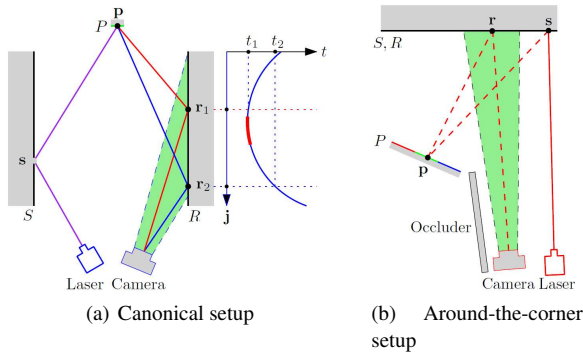 p
P
t₁ t₂
t
r₁
s
r₂
S
R
j
Laser Camera
(a) Canonical setup
r s
S, R
P
p
Occluder
Camera Laser
(b) Around-the-corner
setup